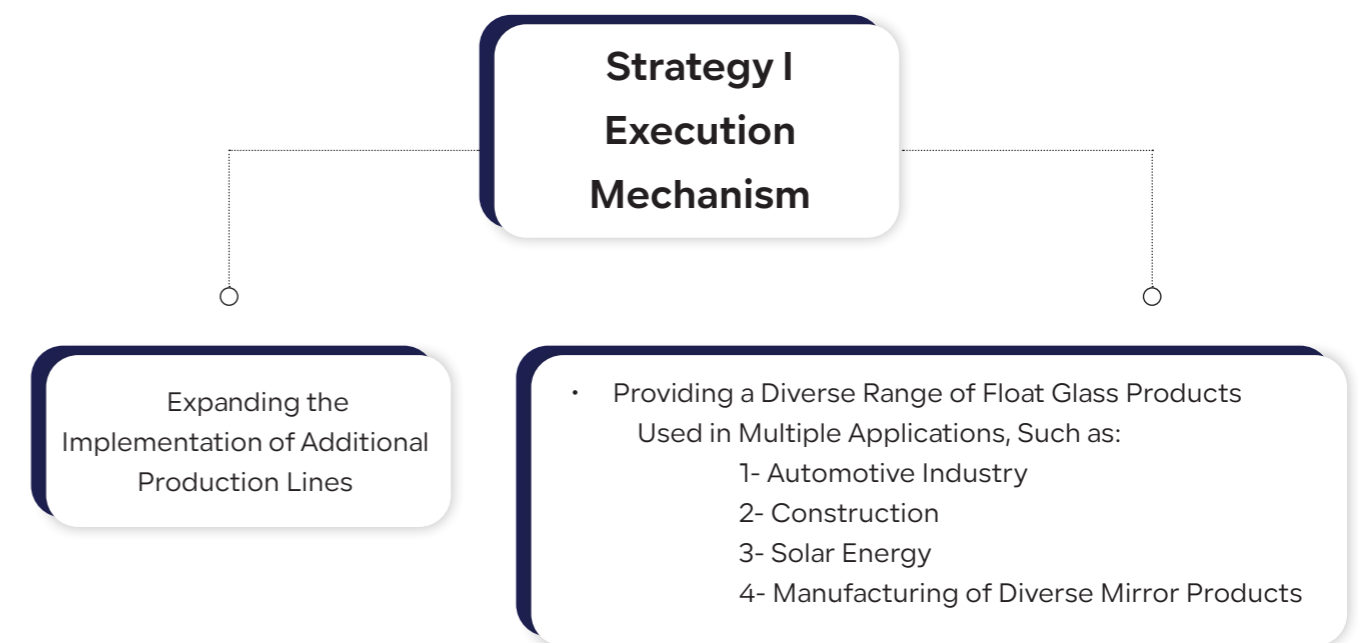 Strategy I
Execution
Mechanism
Expanding the
Implementation of Additional
Production Lines
• Providing a Diverse Range of Float Glass Products
Used in Multiple Applications, Such as:
1- Automotive Industry
2- Construction
3- Solar Energy
4- Manufacturing of Diverse Mirror Products